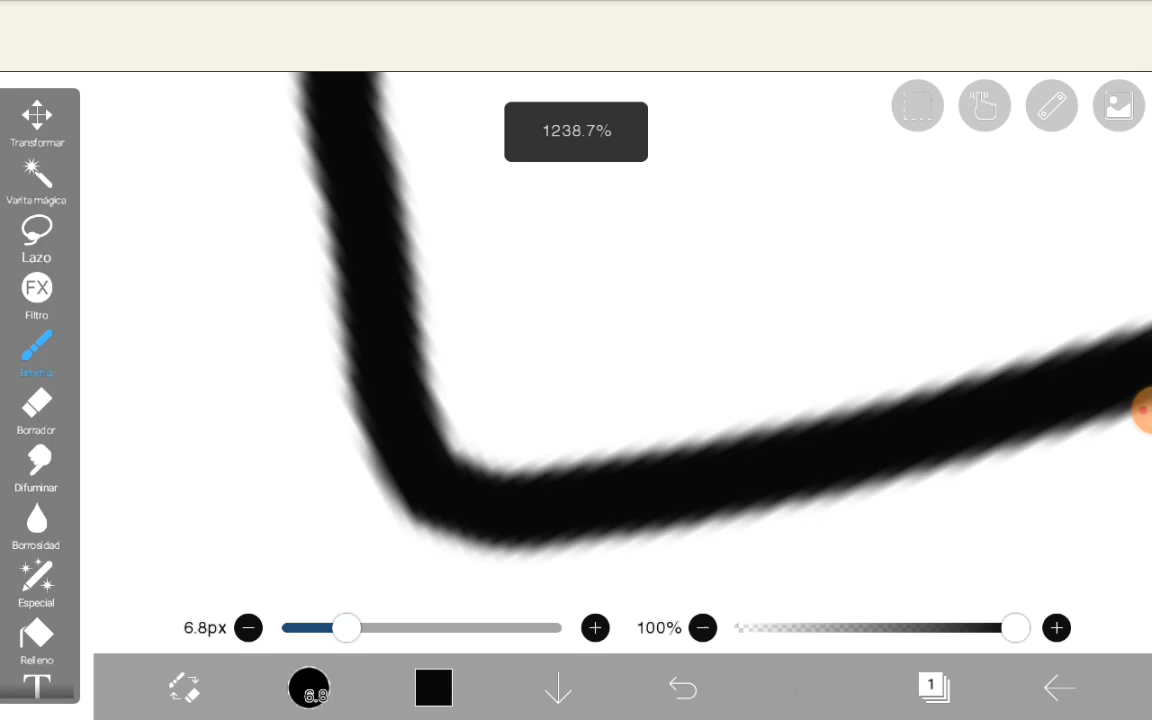 1238.7%
Transformar
Varita mágica
Lazo
FX
Filtro
Brocha
Borrador
Difuminar
Borrosidad
Especial
Relleno
T
6.8px
100%
6.8
1